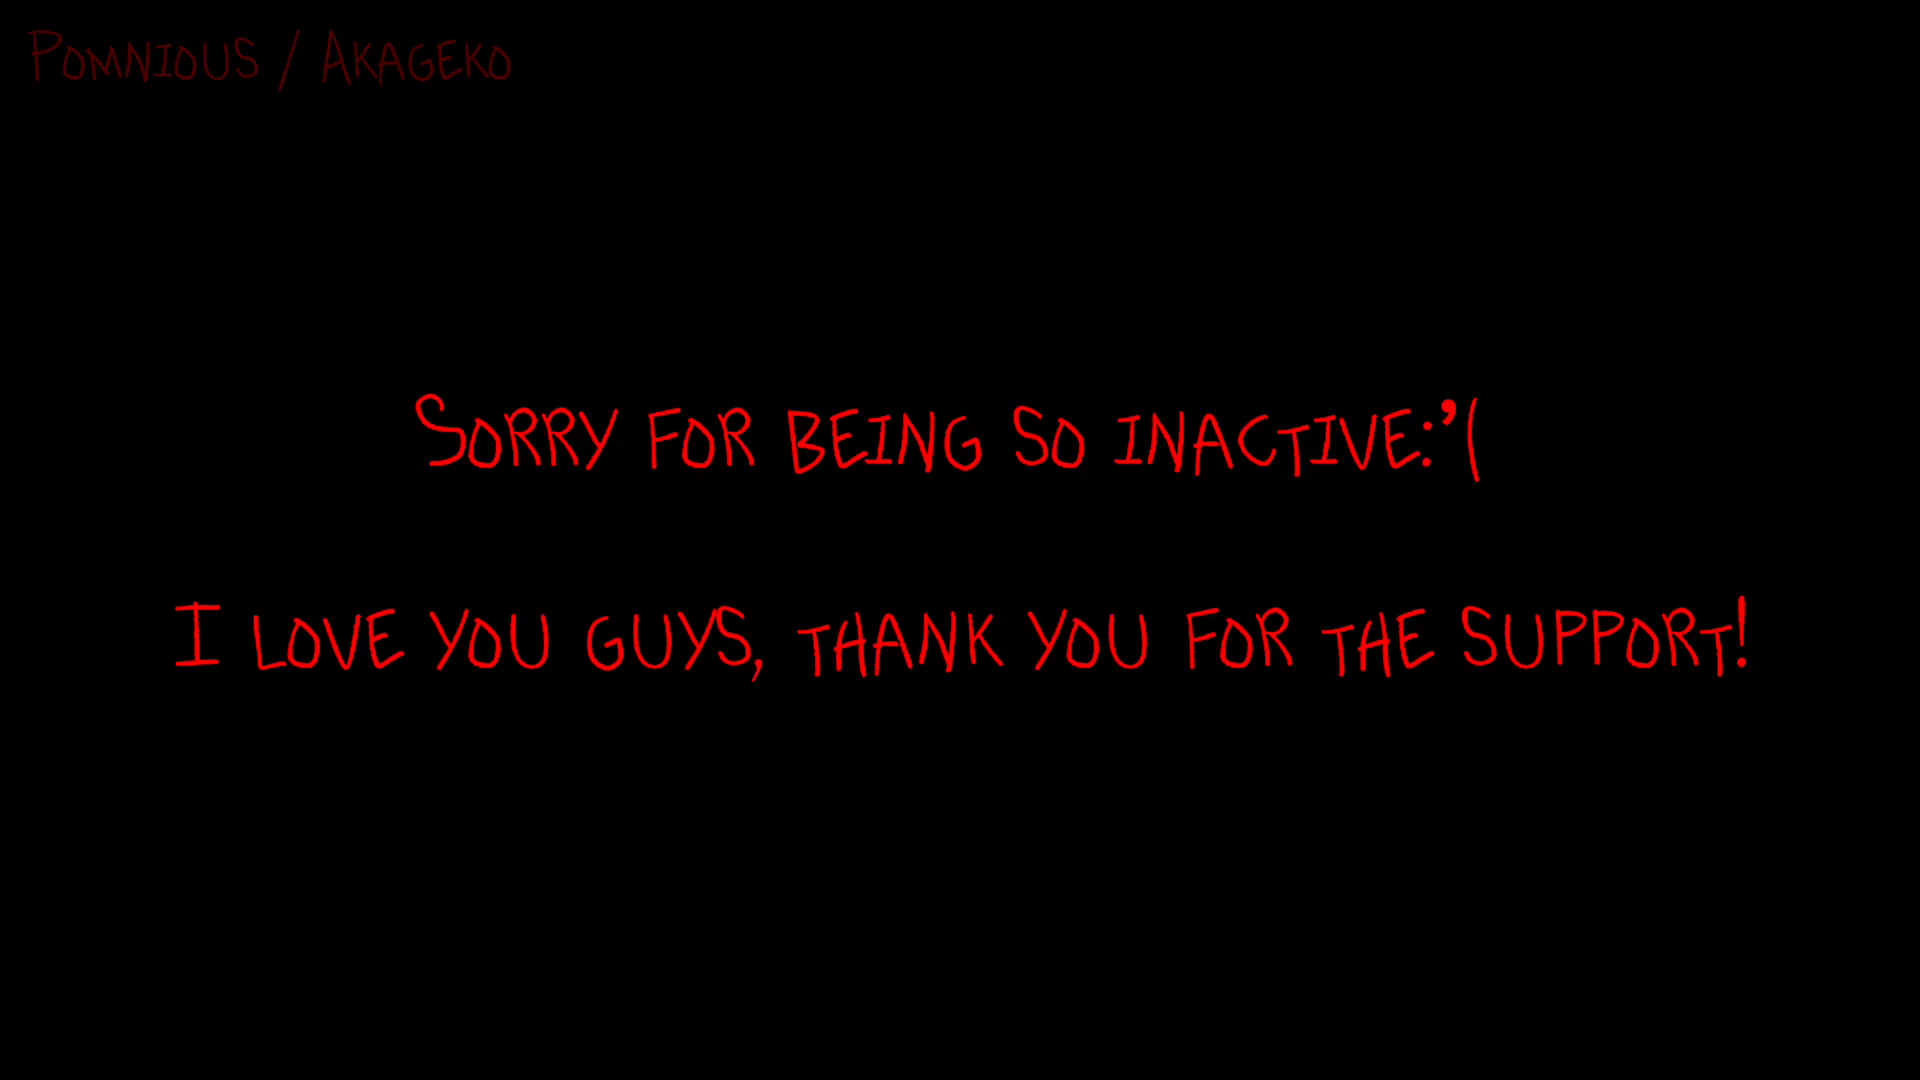 Pomnious / Akageko
Sorry for being so inactive:’(
I love you guys, thank you for the support!